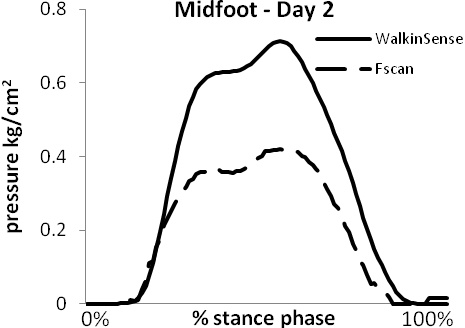 Midfoot - Day 2
0.8
0.6
0.4
0.2
0
pressure kg/cm²
WalkinSense
Fscan
0%
% stance phase
100%